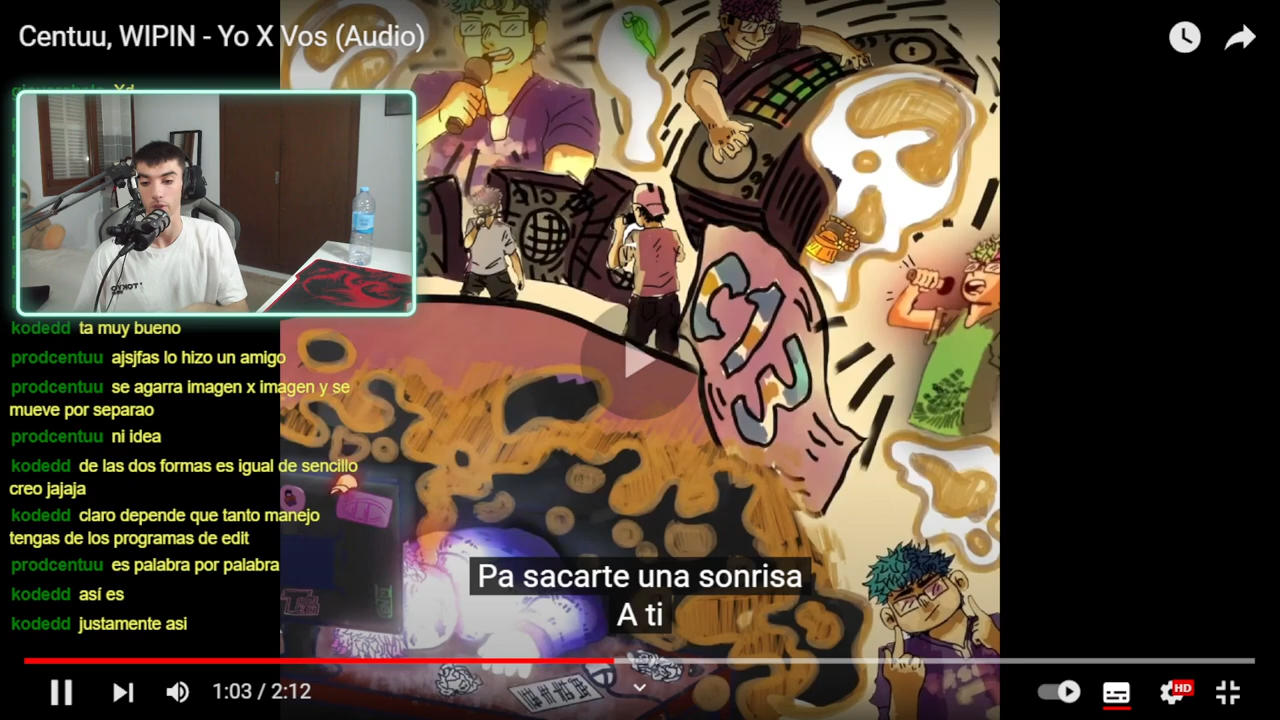 Centuu, WIPIN - Yo X Vos (Audio)
Xd
kodedd ta muy bueno
prodcentuu ajsjfas lo hizo un amigo
prodcentuu se agarra imagen x imagen y se
mueve por separao
prodcentuu ni idea
kodedd de las dos formas es igual de sencillo
creo jajaja
kodedd claro depende que tanto manejo
tengas de los programas de edit
prodcentuu es palabra por palabra
kodedd así es
kodedd justamente asi
Pa sacarte una sonrisa
A ti
1:03 / 2:12
HD